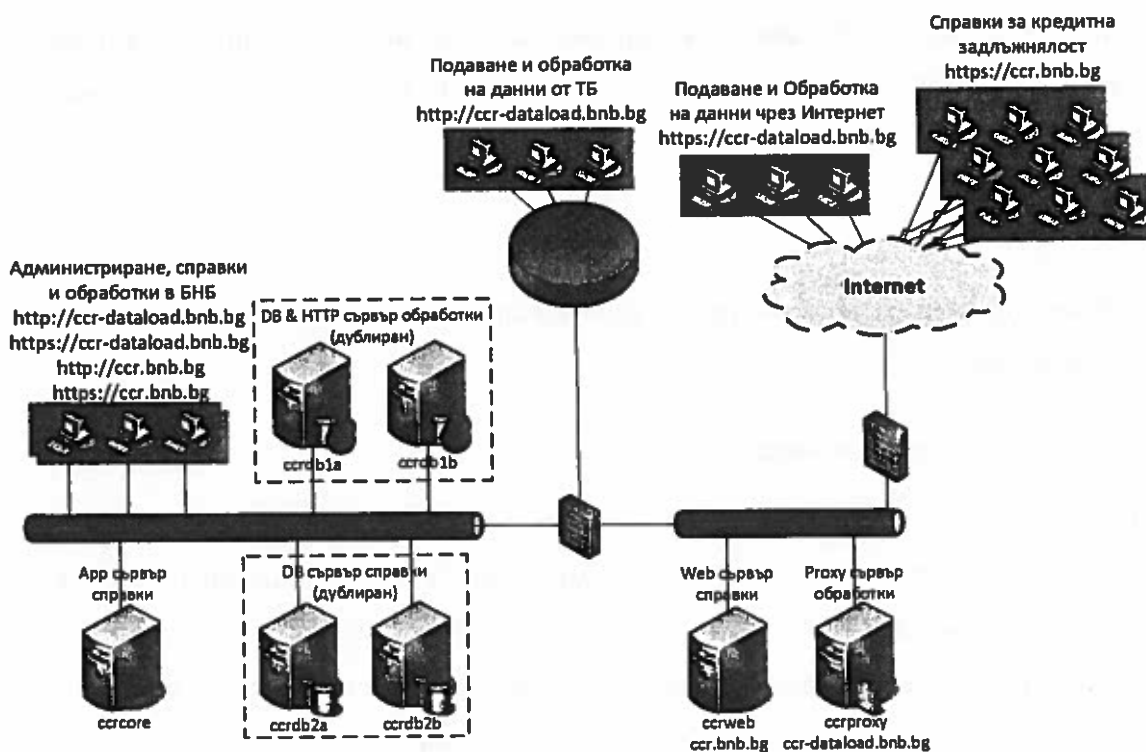 Справки за кредитна
задлъжнялост
https://ccr.bnb.bg
Подаване и обработка
на данни от ТБ
http://ccr-dataload.bnb.bg
Подаване и Обработка
на данни чрез Интернет
https://ccr-dataload.bnb.bg
Internet
Администриране, справки
и обработки в БНБ
http://ccr-dataload.bnb.bg
https://ccr-dataload.bnb.bg
http://ccr.bnb.bg
https://ccr.bnb.bg
DB & HTTP сървър обработки
(дублиран)
ccrdb1a
ccrdb1b
App сървър
справки
ccrcore
DB сървър справки
(дублиран)
ccrdb2a
ccrdb2b
Web сървър
справки
ccrweb
ccr.bnb.bg
Proxy сървър
обработки
ccrproxy
ccr-dataload.bnb.bg